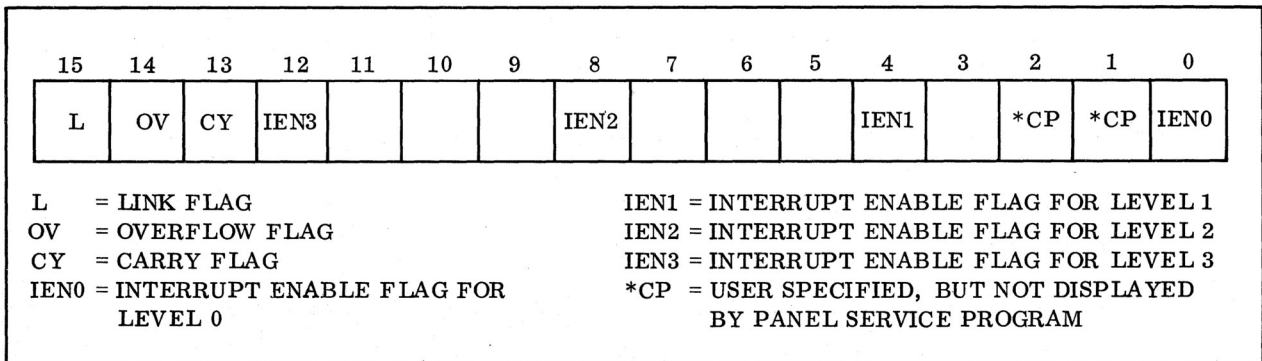 15 14 13 12 11 10 9 8 7 6 5 4 3 2 1 0
L OV CY IEN3 IEN2 IEN1 *CP *CP IEN0
L = LINK FLAG
OV = OVERFLOW FLAG
CY = CARRY FLAG
IEN0 = INTERRUPT ENABLE FLAG FOR
LEVEL 0
IEN1 = INTERRUPT ENABLE FLAG FOR LEVEL 1
IEN2 = INTERRUPT ENABLE FLAG FOR LEVEL 2
IEN3 = INTERRUPT ENABLE FLAG FOR LEVEL 3
*CP = USER SPECIFIED, BUT NOT DISPLAYED
BY PANEL SERVICE PROGRAM